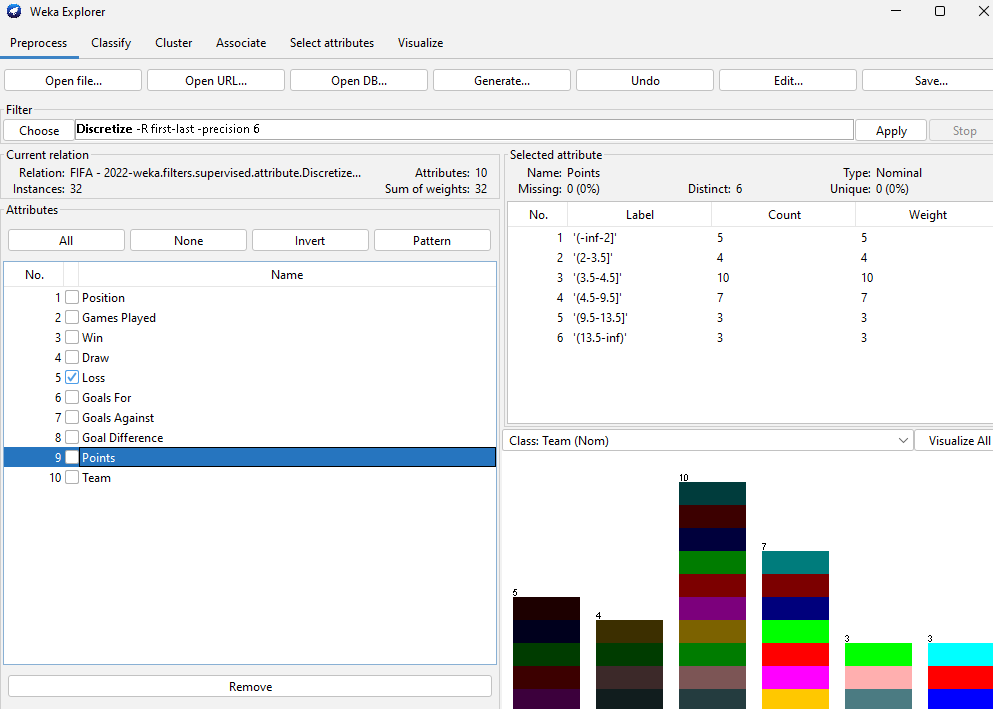 Weka Explorer
Preprocess Classify Cluster Associate Select attributes Visualize
Open file... Open URL... Open DB... Generate... Undo Edit... Save...
Filter
Choose Discretize -R first-last -precision 6 Apply Stop
Current relation
Relation: FIFA - 2022-weka.filters.supervised.attribute.Discretize... Attributes: 10
Instances: 32 Sum of weights: 32
Attributes
All None Invert Pattern
No. Name
1 Position
2 Games Played
3 Win
4 Draw
5 Loss
6 Goals For
7 Goals Against
8 Goal Difference
9 Points
10 Team
Remove
Selected attribute
Name: Points Type: Nominal
Missing: 0 (0%) Distinct: 6 Unique: 0 (0%)
No. Label Count Weight
1 '(-inf-2]' 5 5
2 '(2-3.5]' 4 4
3 '(3.5-4.5]' 10 10
4 '(4.5-9.5]' 7 7
5 '(9.5-13.5]' 3 3
6 '(13.5-inf)' 3 3
Class: Team (Nom) Visualize All
5 4 10 7 3 3